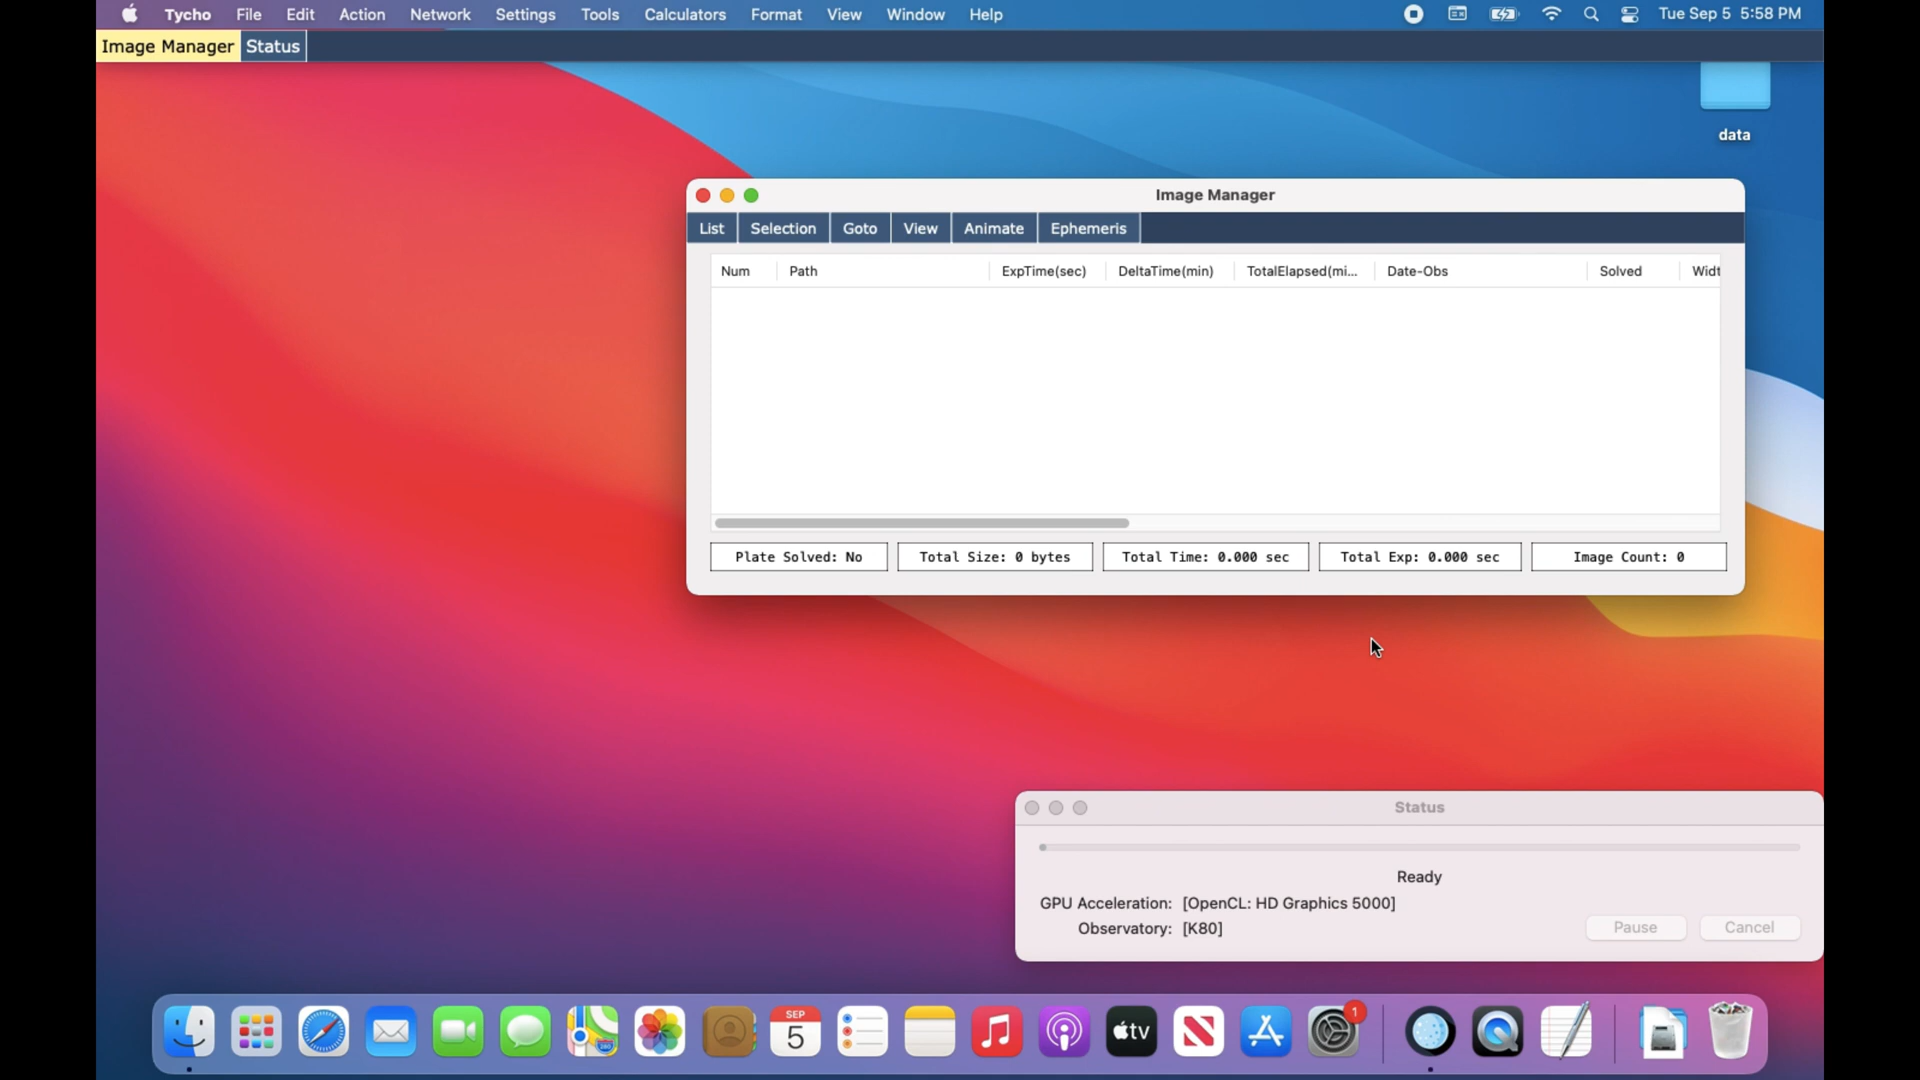 Tycho File Edit Action Network Settings Tools Calculators Format View Window Help Tue Sep 5 5:58 PM
Image Manager Status
data
Image Manager
List Selection Goto View Animate Ephemeris
Num Path ExpTime(sec) DeltaTime(min) TotalElapsed(mi... Date-Obs Solved Widt
Plate Solved: No Total Size: 0 bytes Total Time: 0.000 sec Total Exp: 0.000 sec Image Count: 0
Status
Ready
GPU Acceleration: [OpenCL: HD Graphics 5000]
Observatory: [K80]
Pause Cancel
SEP
5
tv
1